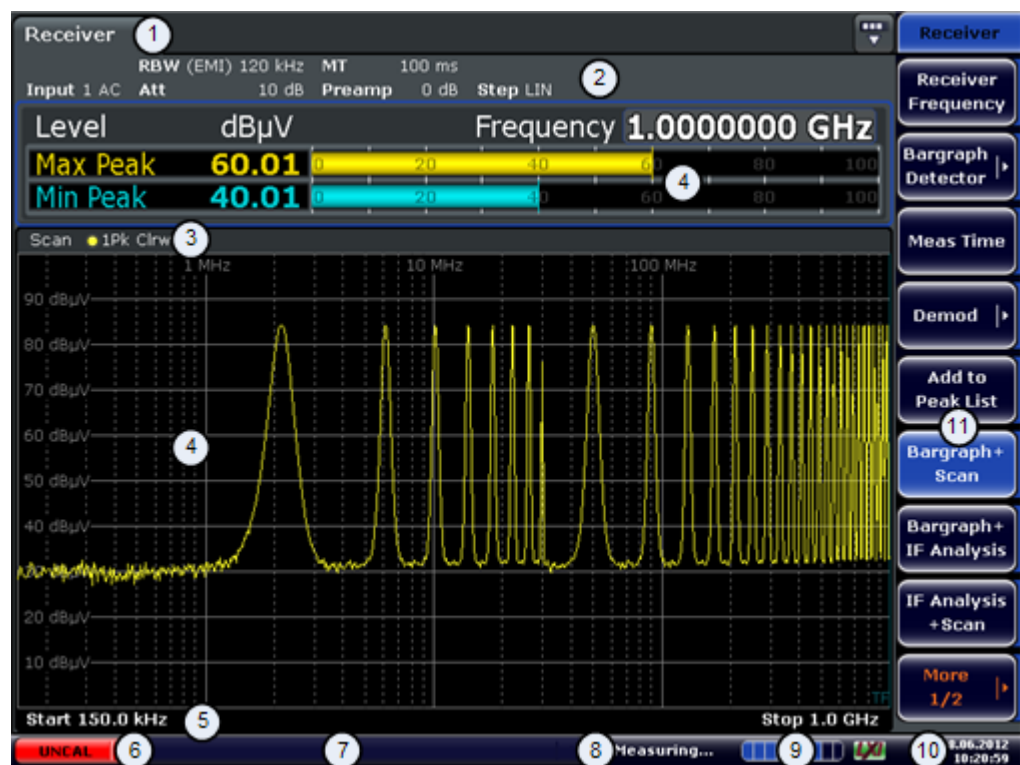 Receiver 1
RBW (EMI) 120 kHz MT 100 ms
Input 1 AC Att 10 dB Preamp 0 dB Step LIN 2
Level dBµV Frequency 1.0000000 GHz
Max Peak 60.01 0 20 40 60 80 100
4
Min Peak 40.01 0 20 40 60 80 100
Scan 1Pk Clrw 3
1 MHz 10 MHz 100 MHz
90 dBµV
80 dBµV
70 dBµV
60 dBµV
4
50 dBµV
40 dBµV
20 dBµV
10 dBµV
TF
Start 150.0 kHz 5 Stop 1.0 GHz
UNCAL 6 7 8 Measuring... 9 LXI 10 .06.2012
10:20:59
Receiver
Receiver
Frequency
Bargraph
Detector
Meas Time
Demod
Add to
Peak List
11
Bargraph+
Scan
Bargraph+
IF Analysis
IF Analysis
+Scan
More
1/2